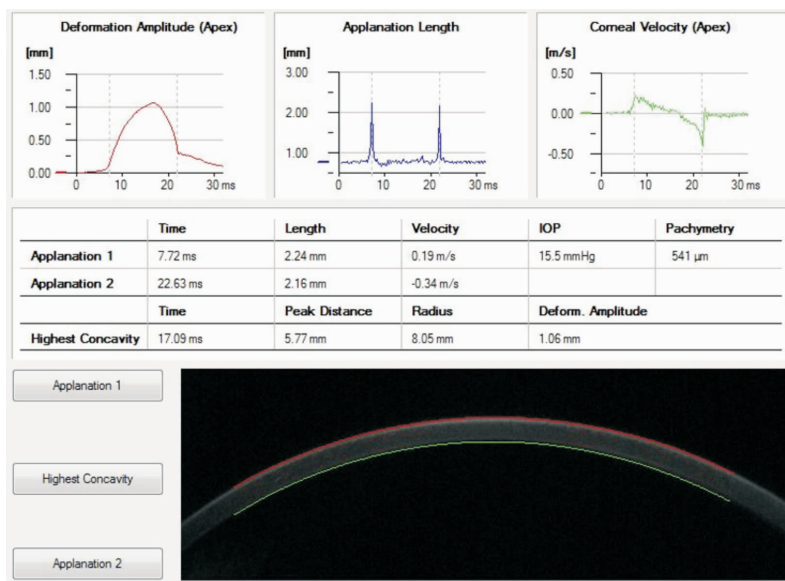 Deformation Amplitude (Apex)
[mm]
1.50
1.00
0.50
0.00
0 10 20 30 ms
Applanation Length
[mm]
3.00
2.00
1.00
0 10 20 30 ms
Corneal Velocity (Apex)
[m/s]
0.50
0.00
-0.50
0 10 20 30 ms
Time Length Velocity IOP Pachymetry
Applanation 1 7.72 ms 2.24 mm 0.19 m/s 15.5 mmHg 541 µm
Applanation 2 22.63 ms 2.16 mm -0.34 m/s
Time Peak Distance Radius Deform. Amplitude
Highest Concavity 17.09 ms 5.77 mm 8.05 mm 1.06 mm
Applanation 1
Highest Concavity
Applanation 2